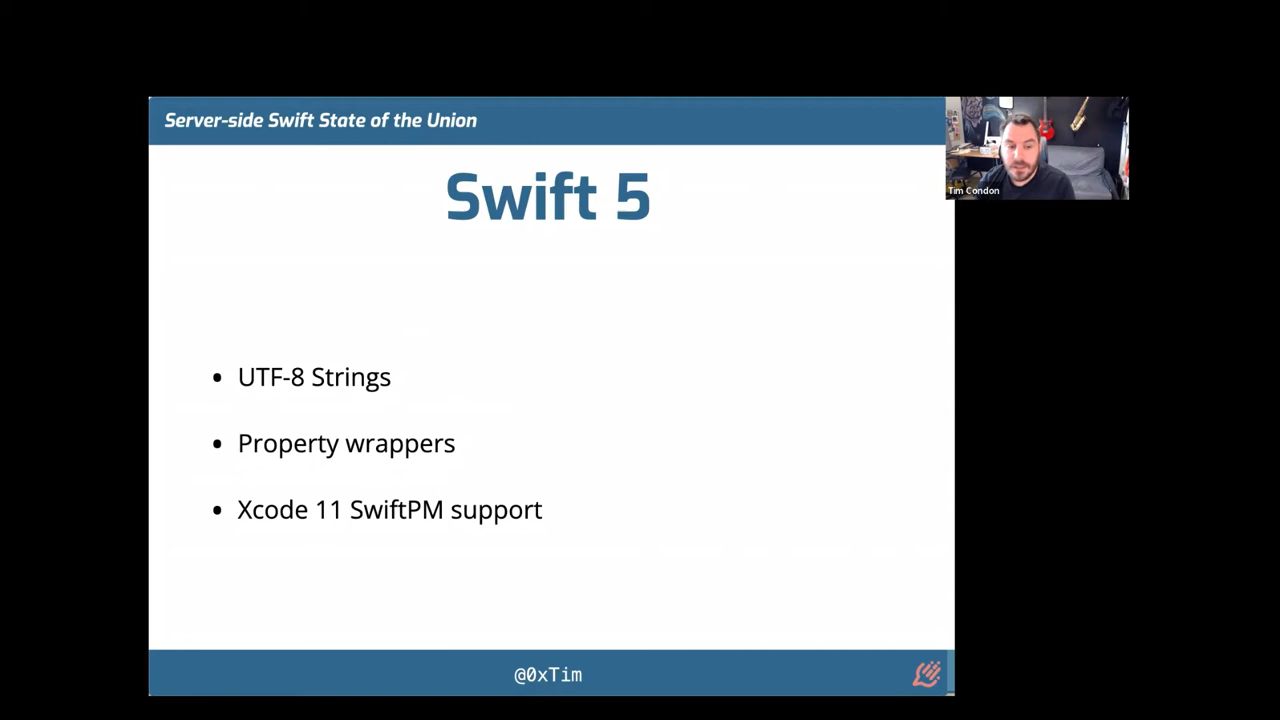 Server-side Swift State of the Union
Swift 5
Tim Condon
• UTF-8 Strings
• Property wrappers
• Xcode 11 SwiftPM support
@0xTim